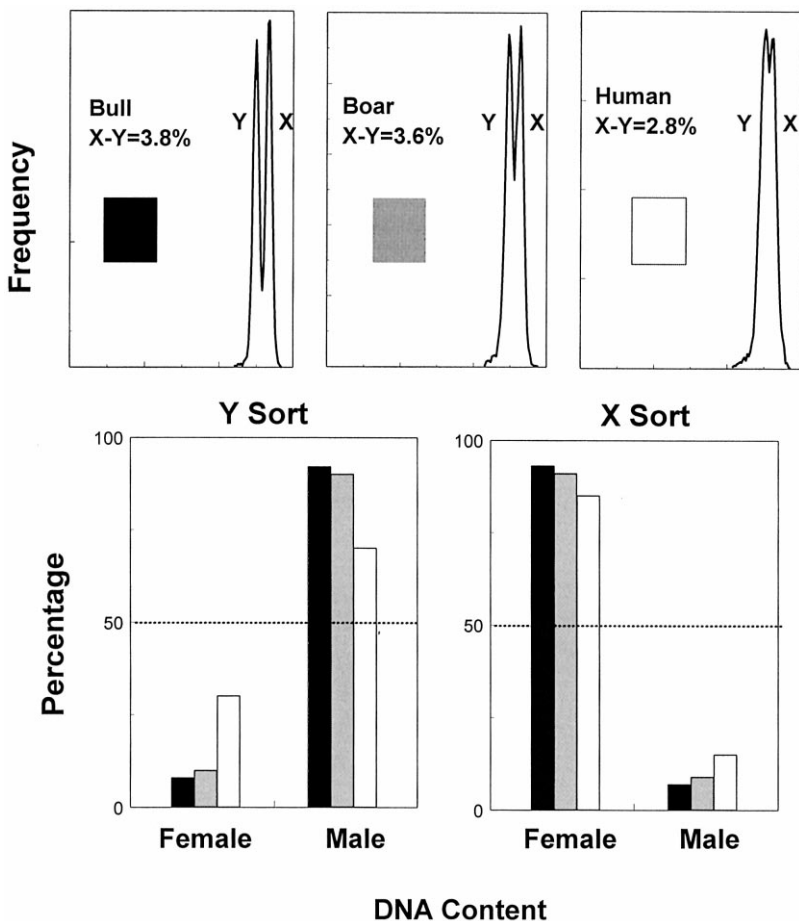 Frequency
Bull
X-Y=3.8%
Y X
Boar
X-Y=3.6%
Y X
Human
X-Y=2.8%
Y X
Y Sort
X Sort
Percentage
100
50
0
Female Male
100
50
0
Female Male
DNA Content